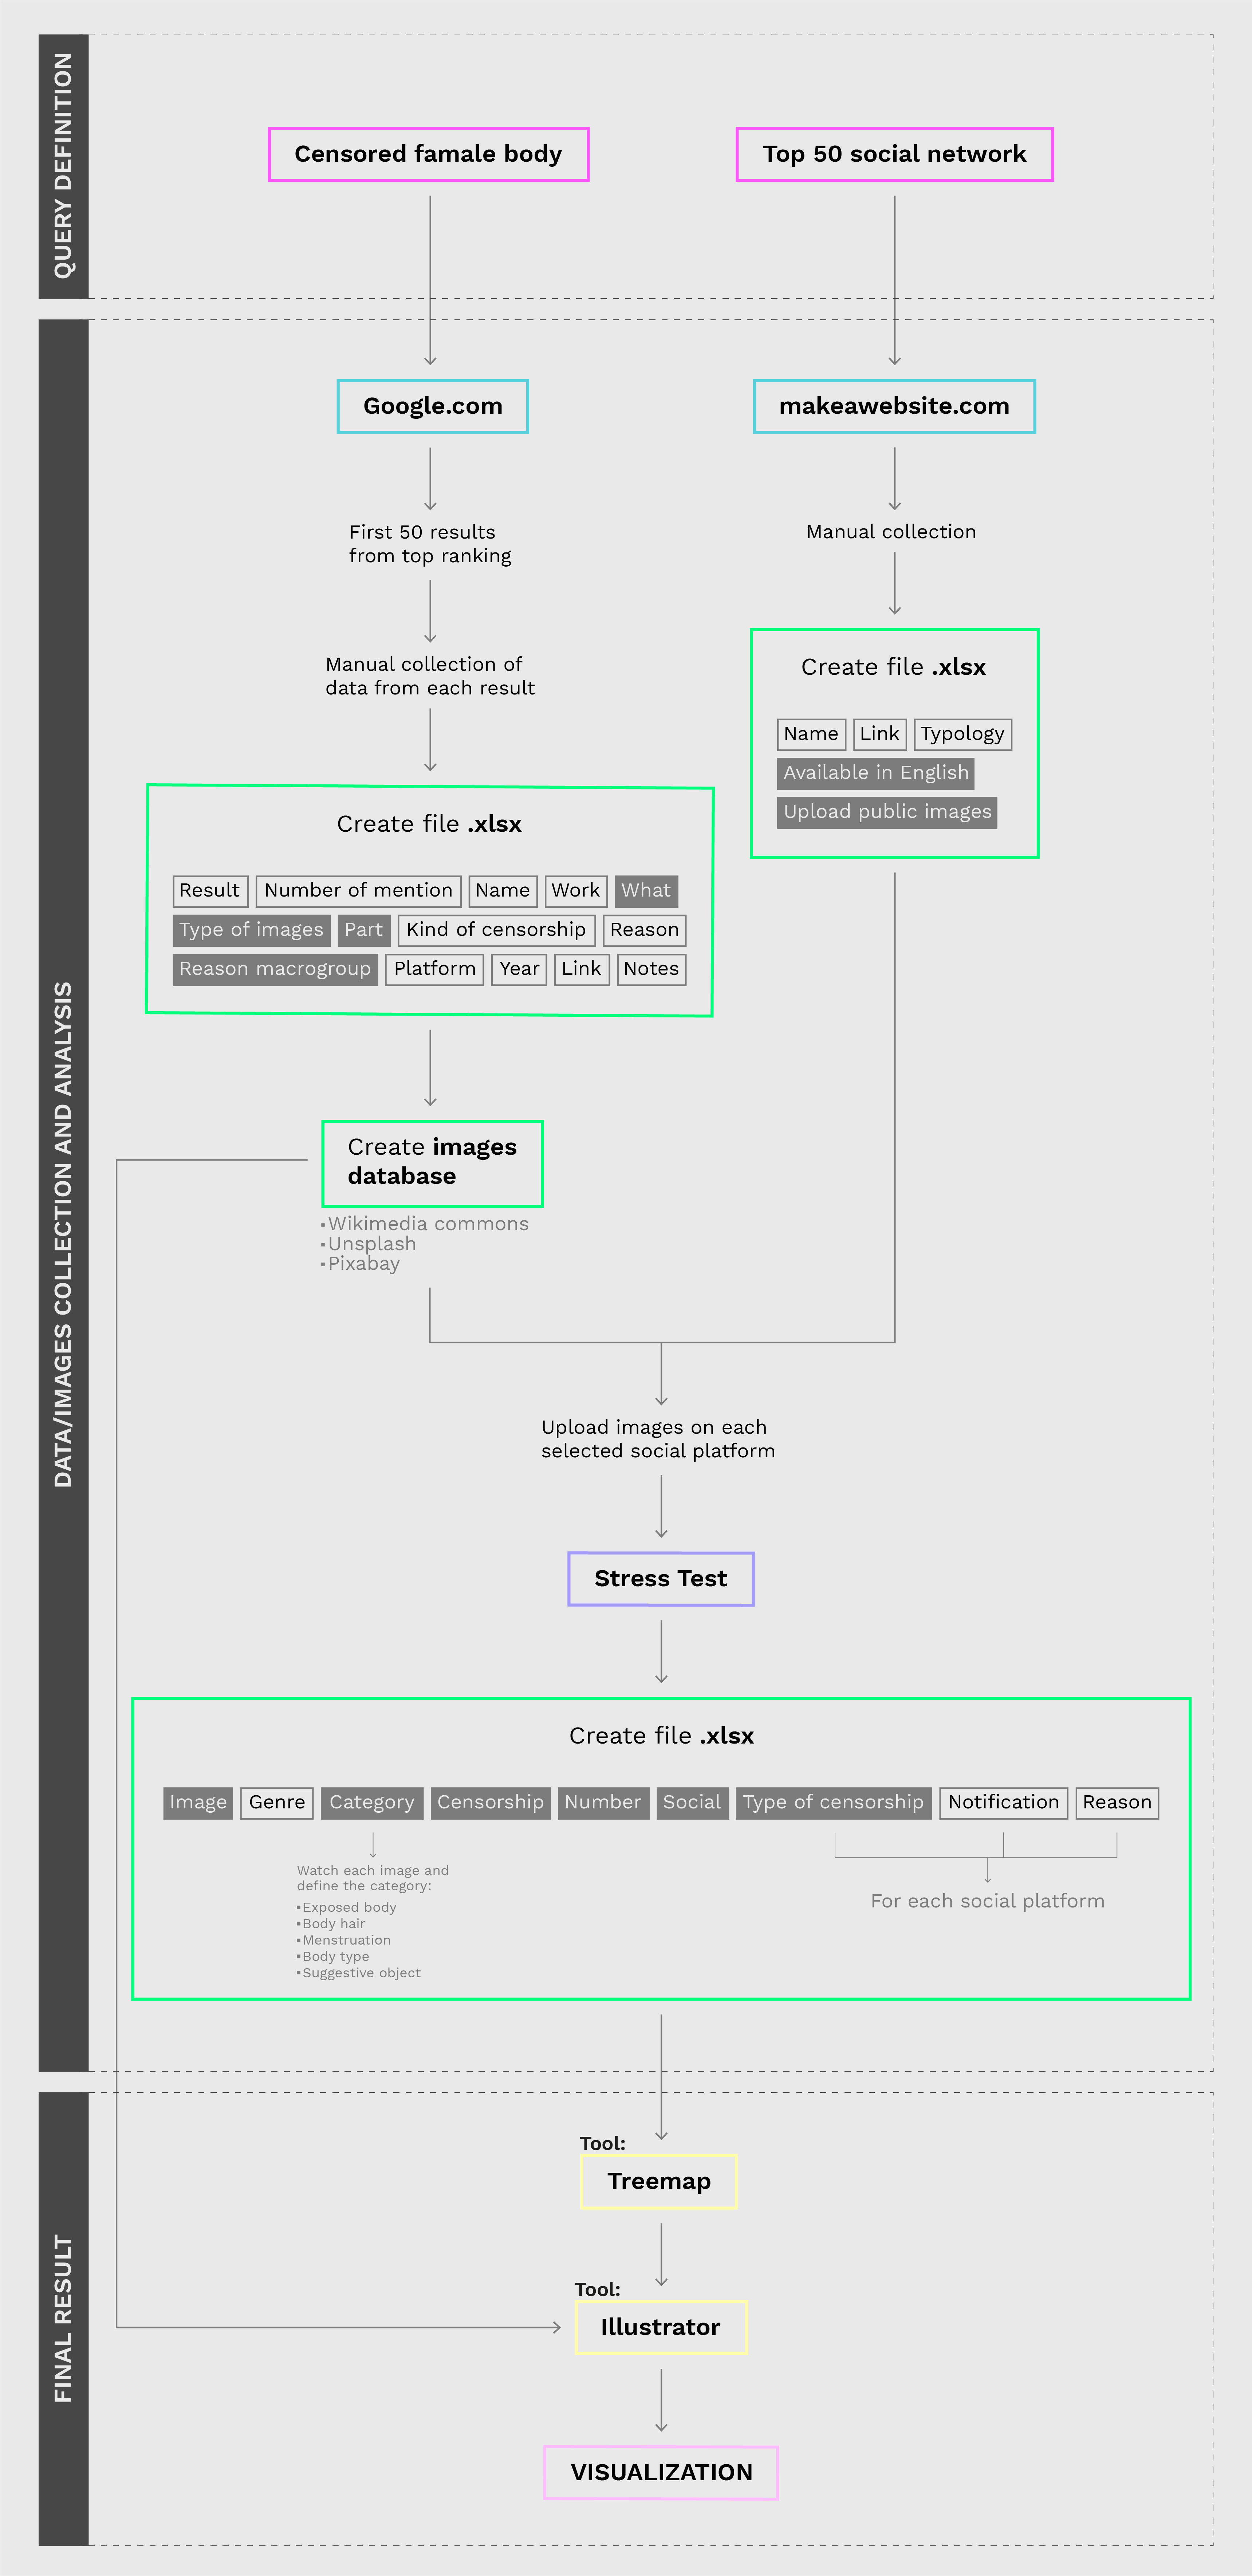 QUERY DEFINITION
Censored famale body
Top 50 social network
DATA/IMAGES COLLECTION AND ANALYSIS
Google.com
makeawebsite.com
First 50 results
from top ranking
Manual collection
Manual collection of
data from each result
Create file .xlsx
Name Link Typology
Available in English
Upload public images
Create file .xlsx
Result Number of mention Name Work What
Type of images Part Kind of censorship Reason
Reason macrogroup Platform Year Link Notes
Create images
database
▪Wikimedia commons
▪Unsplash
▪Pixabay
Upload images on each
selected social platform
Stress Test
Create file .xlsx
Image Genre Category Censorship Number Social Type of censorship Notification Reason
Watch each image and
define the category:
▪Exposed body
▪Body hair
▪Menstruation
▪Body type
▪Suggestive object
For each social platform
FINAL RESULT
Tool:
Treemap
Tool:
Illustrator
VISUALIZATION